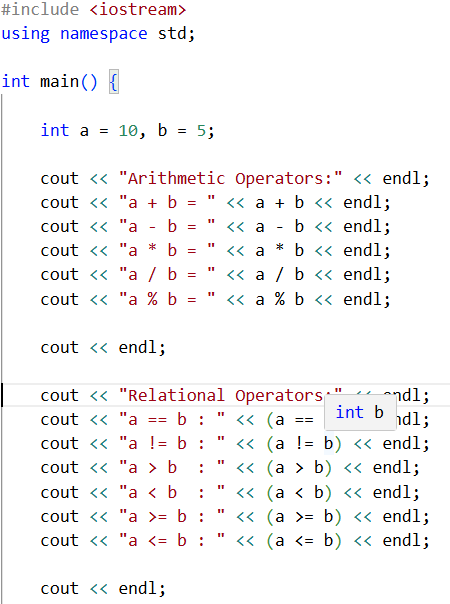 #include <iostream>
using namespace std;
int main() {
int a = 10, b = 5;
cout << "Arithmetic Operators:" << endl;
cout << "a + b = " << a + b << endl;
cout << "a - b = " << a - b << endl;
cout << "a * b = " << a * b << endl;
cout << "a / b = " << a / b << endl;
cout << "a % b = " << a % b << endl;
cout << endl;
cout << "Relational Operators:" << endl;
cout << "a == b : " << (a == ndl;
int b
cout << "a != b : " << (a != b) << endl;
cout << "a > b  : " << (a > b) << endl;
cout << "a < b  : " << (a < b) << endl;
cout << "a >= b : " << (a >= b) << endl;
cout << "a <= b : " << (a <= b) << endl;
cout << endl;